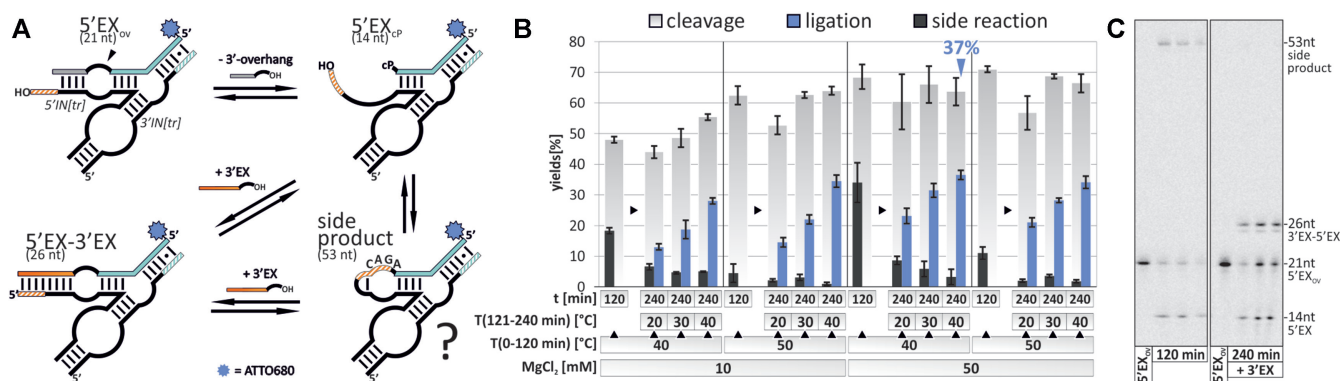 A
5'EXov
(21 nt)
5'
HO
5'IN[tr]
3'IN[tr]
5'
- 3'-overhang
OH
5'EXcP
(14 nt)
HO
cP
5'
5'
+ 3'EX
OH
5'EX-3'EX
(26 nt)
5'
5'
5'
+ 3'EX
OH
side
product
(53 nt)
C A G A
5'
5'
?
= ATTO680
B
cleavage ligation side reaction
yields[%]
80
70
60
50
40
30
20
10
0
37%
t [min] 120 240 240 240 120 240 240 240 120 240 240 240 120 240 240 240
T(121-240 min) [°C] 20 30 40 20 30 40 20 30 40 20 30 40
T(0-120 min) [°C] 40 50 40 50
MgCl2 [mM] 10 50
C
-53nt
side
product
-26nt
3'EX-5'EX
-21nt
5'EXov
-14nt
5'EX
5'EXov
120 min
5'EXov
240 min
+ 3'EX